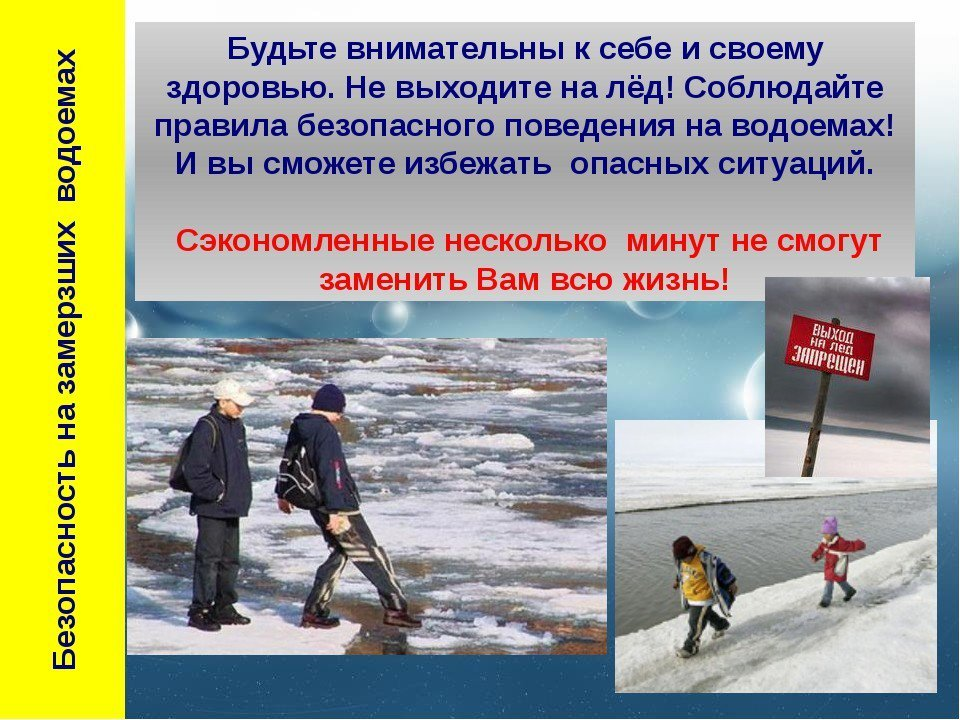 Безопасность на замерзших водоемах
Будьте внимательны к себе и своему
здоровью. Не выходите на лёд! Соблюдайте
правила безопасного поведения на водоемах!
И вы сможете избежать опасных ситуаций.
Сэкономленные несколько минут не смогут
заменить Вам всю жизнь!
ВЫХОД
на лед
ЗАПРЕЩЕН